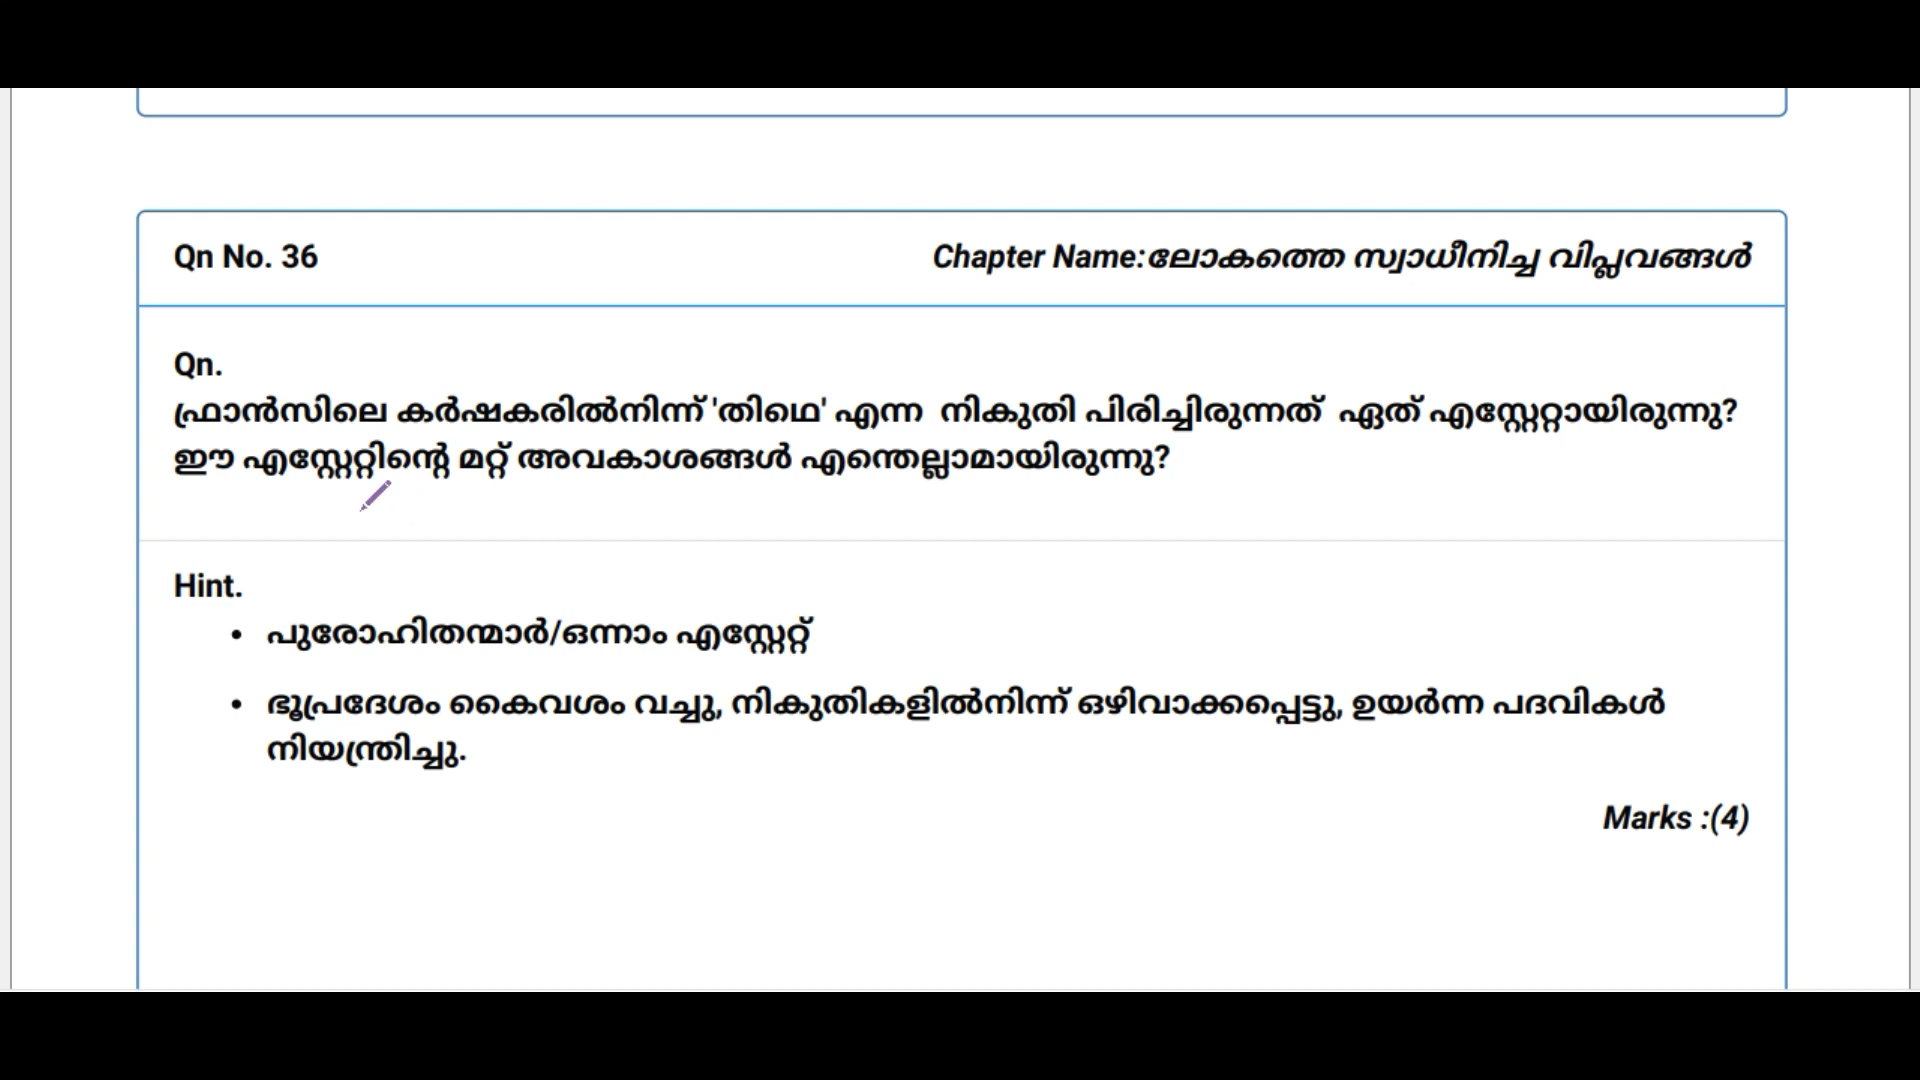 Qn No. 36
Chapter Name:ലോകത്തെ സ്വാധീനിച്ച വിപ്ലവങ്ങൾ
Qn.
ഫ്രാൻസിലെ കർഷകരിൽനിന്ന് 'തിഥെ' എന്ന നികുതി പിരിച്ചിരുന്നത് ഏത് എസ്റ്റേറ്റായിരുന്നു?
ഈ എസ്റ്റേറ്റിന്റെ മറ്റ് അവകാശങ്ങൾ എന്തെല്ലാമായിരുന്നു?
Hint.
• പുരോഹിതന്മാർ/ഒന്നാം എസ്റ്റേറ്റ്
• ഭൂപ്രദേശം കൈവശം വച്ചു, നികുതികളിൽനിന്ന് ഒഴിവാക്കപ്പെട്ടു, ഉയർന്ന പദവികൾ
നിയന്ത്രിച്ചു.
Marks :(4)